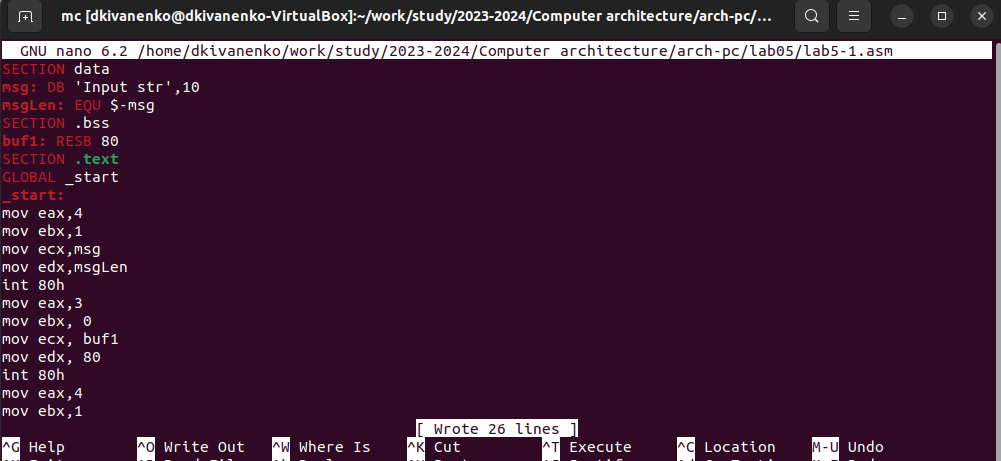 mc [dkivanenko@dkivanenko-VirtualBox]:~/work/study/2023-2024/Computer architecture/arch-pc/...
GNU nano 6.2 /home/dkivanenko/work/study/2023-2024/Computer architecture/arch-pc/lab05/lab5-1.asm
SECTION data
msg: DB 'Input str',10
msgLen: EQU $-msg
SECTION .bss
buf1: RESB 80
SECTION .text
GLOBAL _start
_start:
mov eax,4
mov ebx,1
mov ecx,msg
mov edx,msgLen
int 80h
mov eax,3
mov ebx, 0
mov ecx, buf1
mov edx, 80
int 80h
mov eax,4
mov ebx,1
[ Wrote 26 lines ]
^G Help ^O Write Out ^W Where Is ^K Cut ^T Execute ^C Location M-U Undo